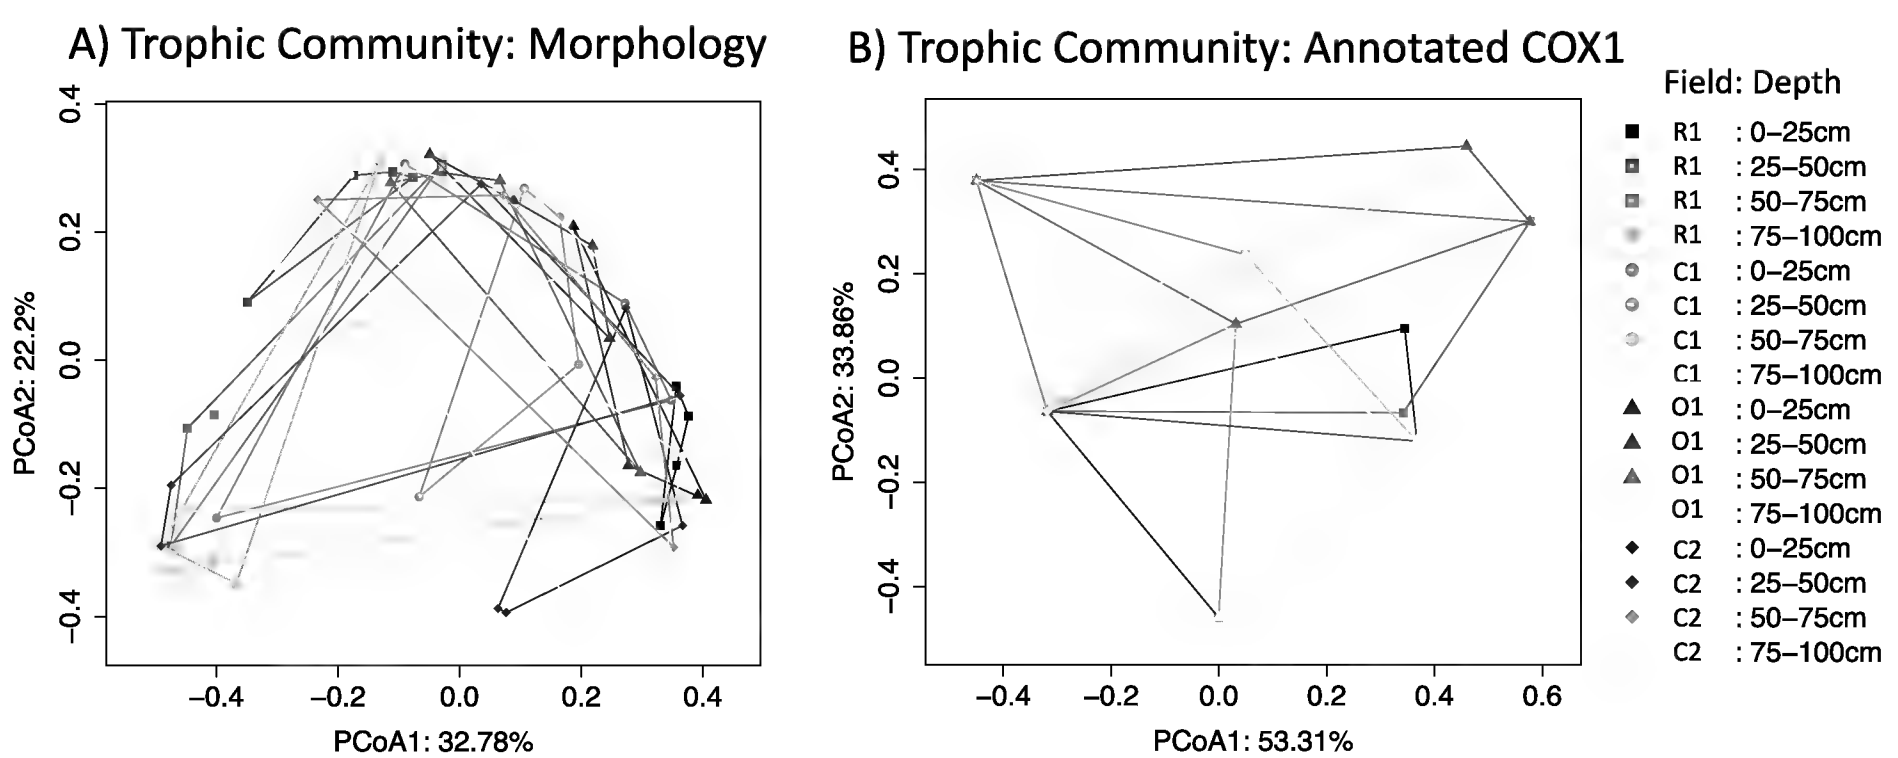 A) Trophic Community: Morphology
B) Trophic Community: Annotated COX1
Field: Depth
R1 : 0−25cm
R1 : 25−50cm
R1 : 50−75cm
R1 : 75−100cm
C1 : 0−25cm
C1 : 25−50cm
C1 : 50−75cm
C1 : 75−100cm
O1 : 0−25cm
O1 : 25−50cm
O1 : 50−75cm
O1 : 75−100cm
C2 : 0−25cm
C2 : 25−50cm
C2 : 50−75cm
C2 : 75−100cm
PCoA2: 22.2%
0.4
0.2
0.0
−0.2
−0.4
−0.4 −0.2 0.0 0.2 0.4
PCoA1: 32.78%
PCoA2: 33.86%
0.4
0.2
0.0
−0.2
−0.4
−0.4 −0.2 0.0 0.2 0.4 0.6
PCoA1: 53.31%